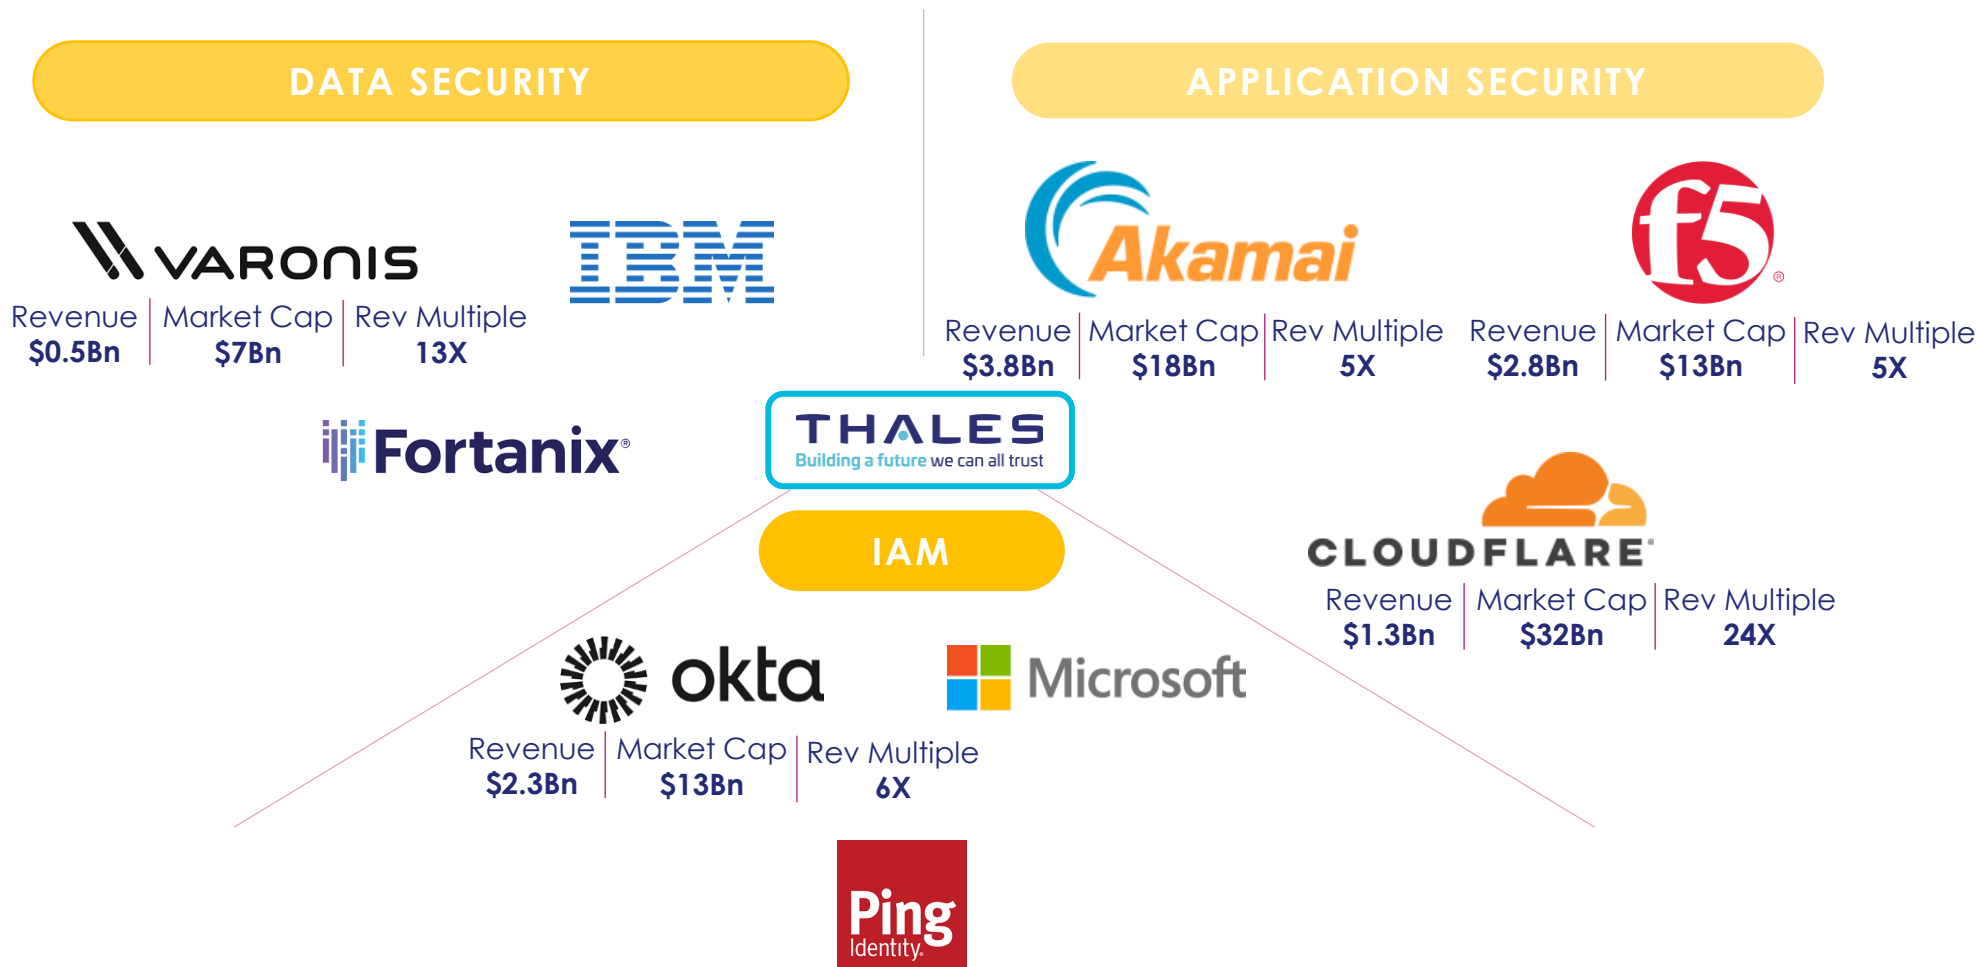 DATA SECURITY
APPLICATION SECURITY
VARONIS
IBM
Revenue Market Cap Rev Multiple
$0.5Bn $7Bn 13X
Akamai
f5®
Revenue Market Cap Rev Multiple
$3.8Bn $18Bn 5X
Revenue Market Cap Rev Multiple
$2.8Bn $13Bn 5X
Fortanix®
THALES
Building a future we can all trust
CLOUDFLARE
Revenue Market Cap Rev Multiple
$1.3Bn $32Bn 24X
IAM
okta
Microsoft
Revenue Market Cap Rev Multiple
$2.3Bn $13Bn 6X
Ping
Identity.